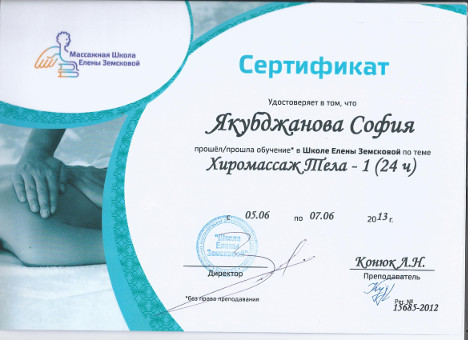 Массажная Школа
Елены Земсковой
Сертификат
Удостоверяет в том, что
Якубджанова София
прошёл/прошла обучение* в Школе Елены Земсковой по теме
Хиромассаж Тела - 1 (24 ч)
с 05.06 по 07.06 2013 г.
"Школа
Елены
Земсковой"
Директор
Конюк Л.Н.
Преподаватель
*без права преподавания
Рег.№
15685-2012